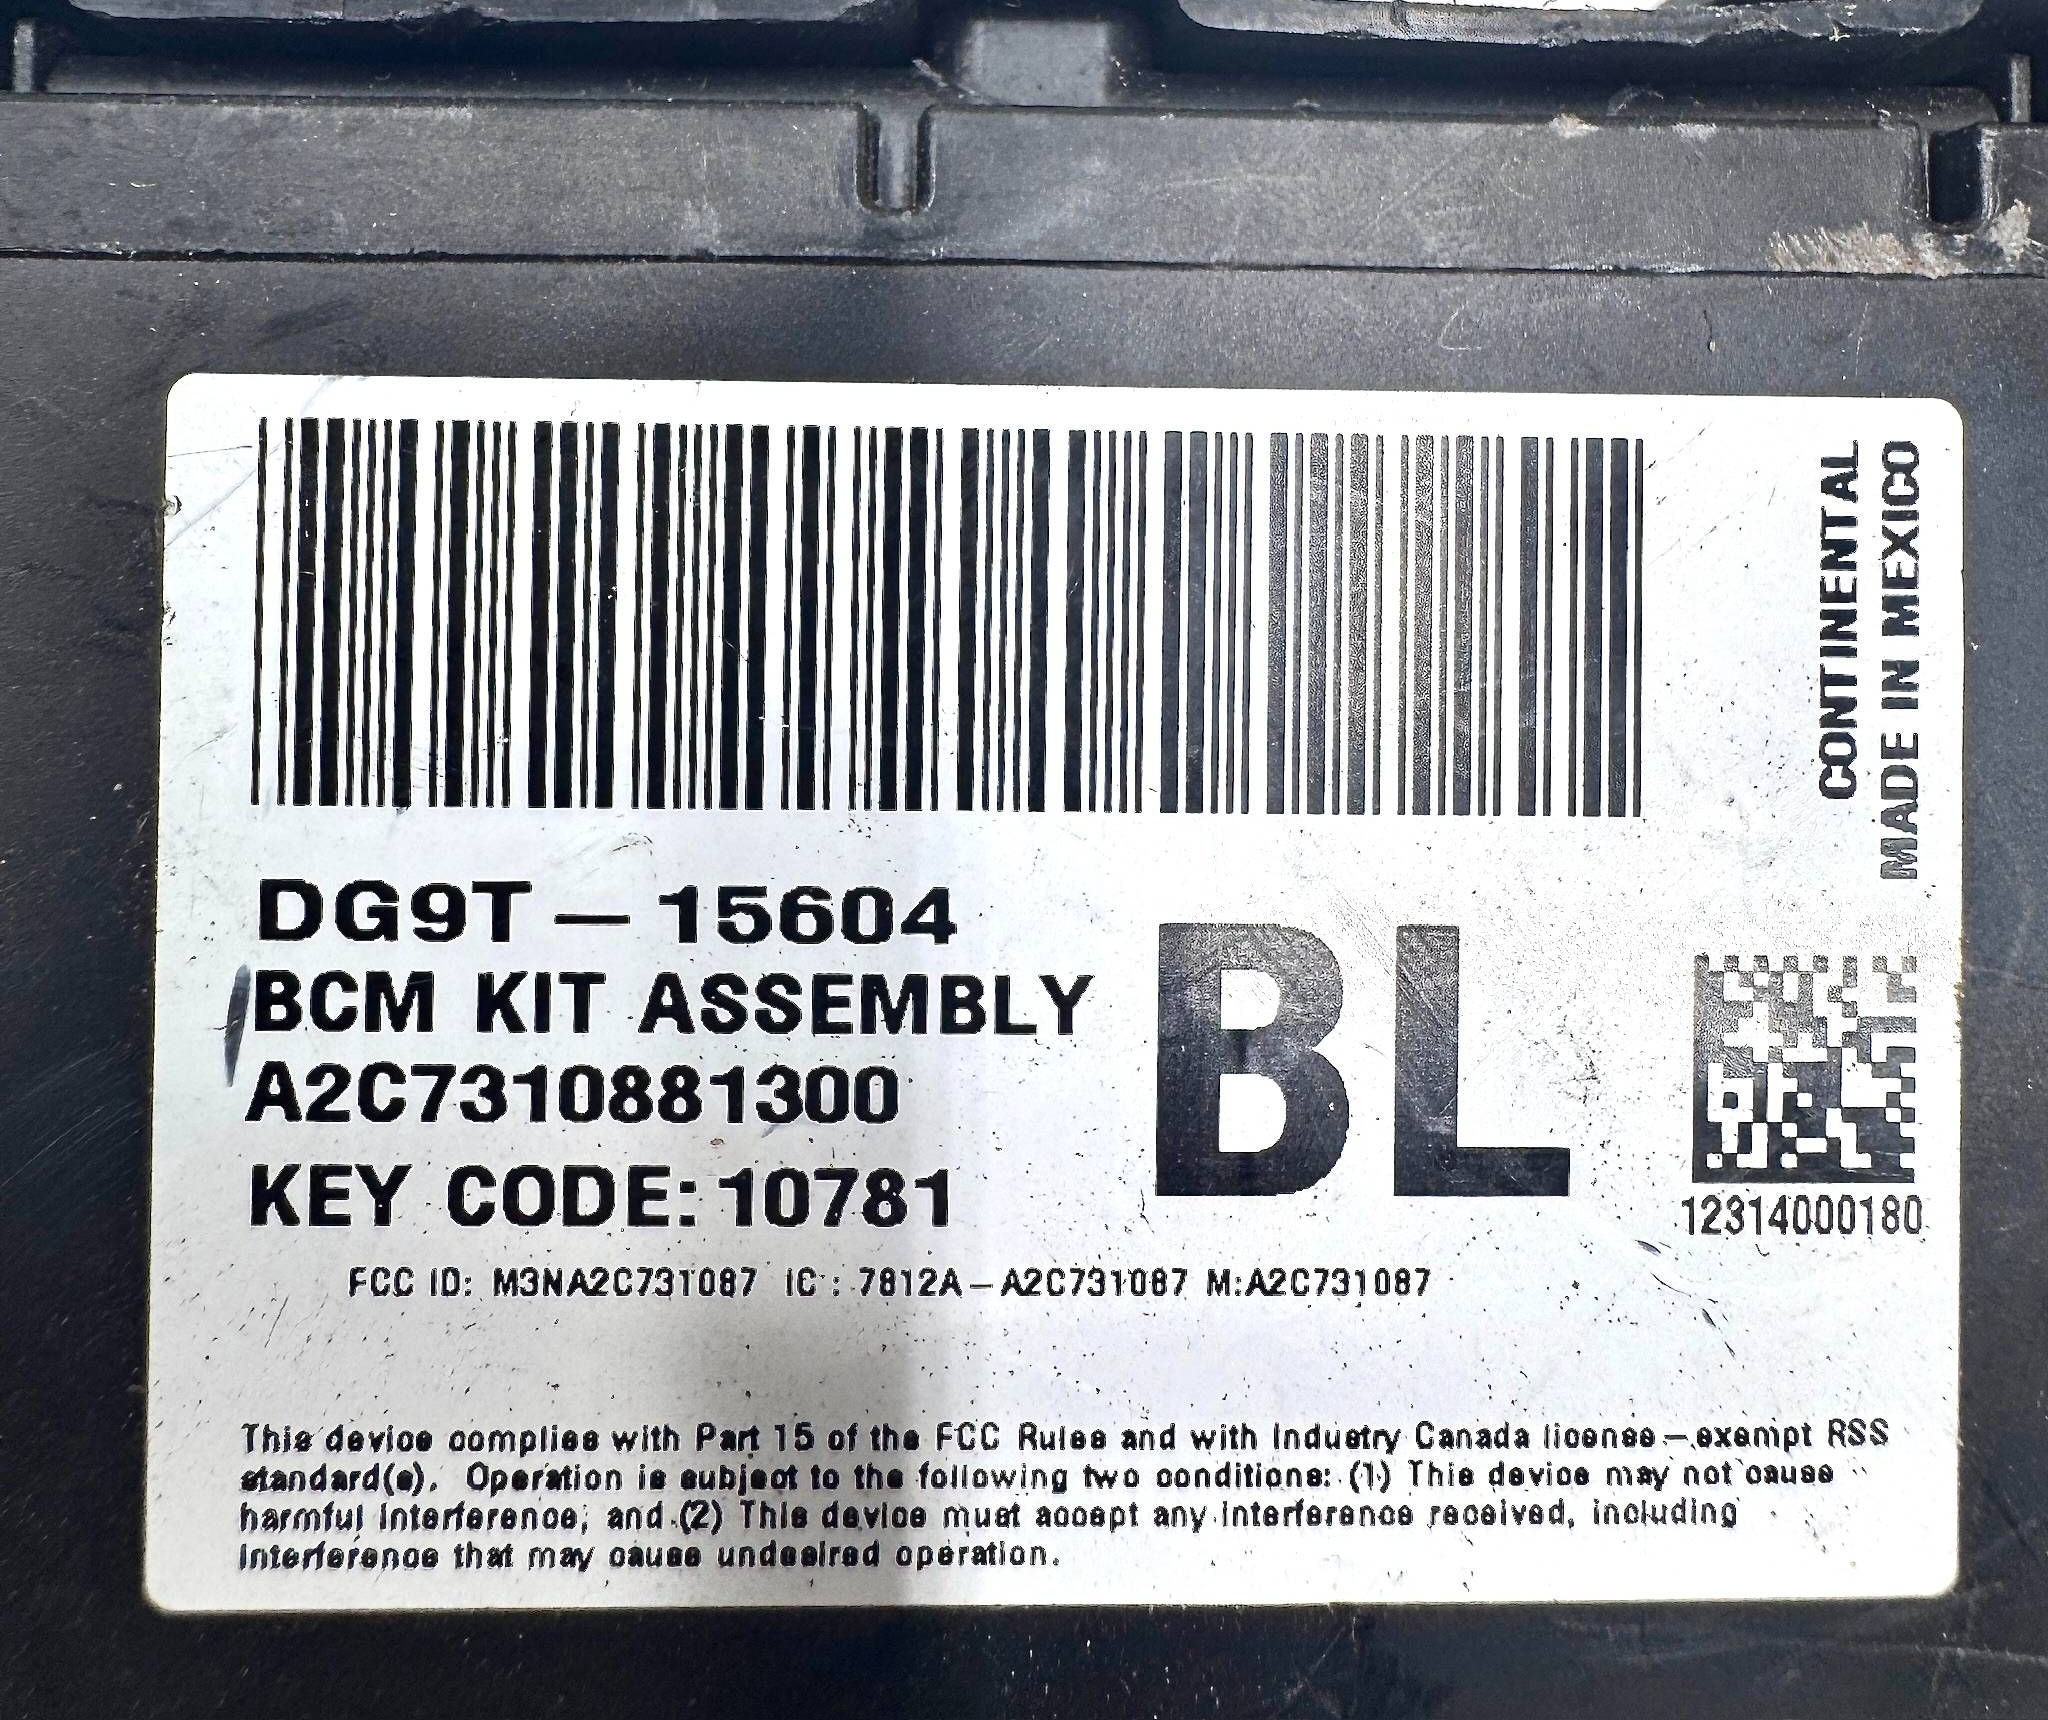 CONTINENTAL
MADE IN MEXICO
DG9T-15604
BCM KIT ASSEMBLY
A2C7310881300
BL
KEY CODE: 10781
12314000180
FCC ID: M3NA2C731087 IC: 7812A-A2C731087 M:A2C731087
This device complies with Part 15 of the FCC Rules and with Industry Canada license-exempt RSS
standard(s). Operation is subject to the following two conditions: (1) This device may not cause
harmful interference, and (2) This device must accept any interference received, including
interference that may cause undesired operation.